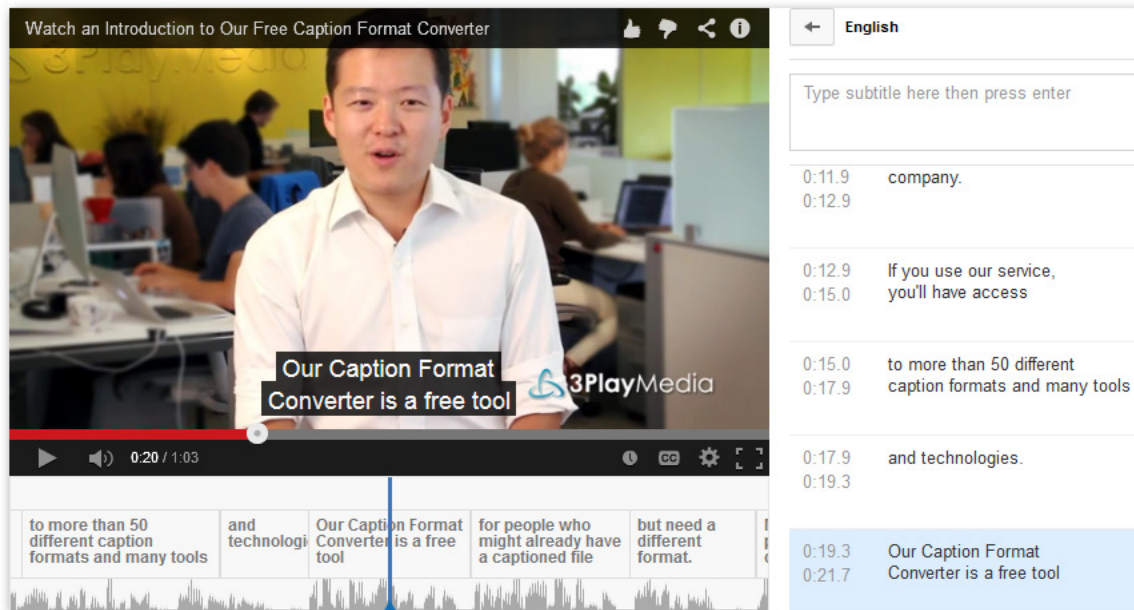 Watch an Introduction to Our Free Caption Format Converter
3PlayMedia
Our Caption Format
Converter is a free tool
3PlayMedia
0:20 / 1:03
CC
to more than 50
different caption
formats and many tools
and
technologi
Our Caption Format
Converter is a free
tool
for people who
might already have
a captioned file
but need a
different
format.
English
Type subtitle here then press enter
0:11.9 company.
0:12.9
0:12.9 If you use our service,
0:15.0 you'll have access
0:15.0 to more than 50 different
0:17.9 caption formats and many tools
0:17.9 and technologies.
0:19.3
0:19.3 Our Caption Format
0:21.7 Converter is a free tool